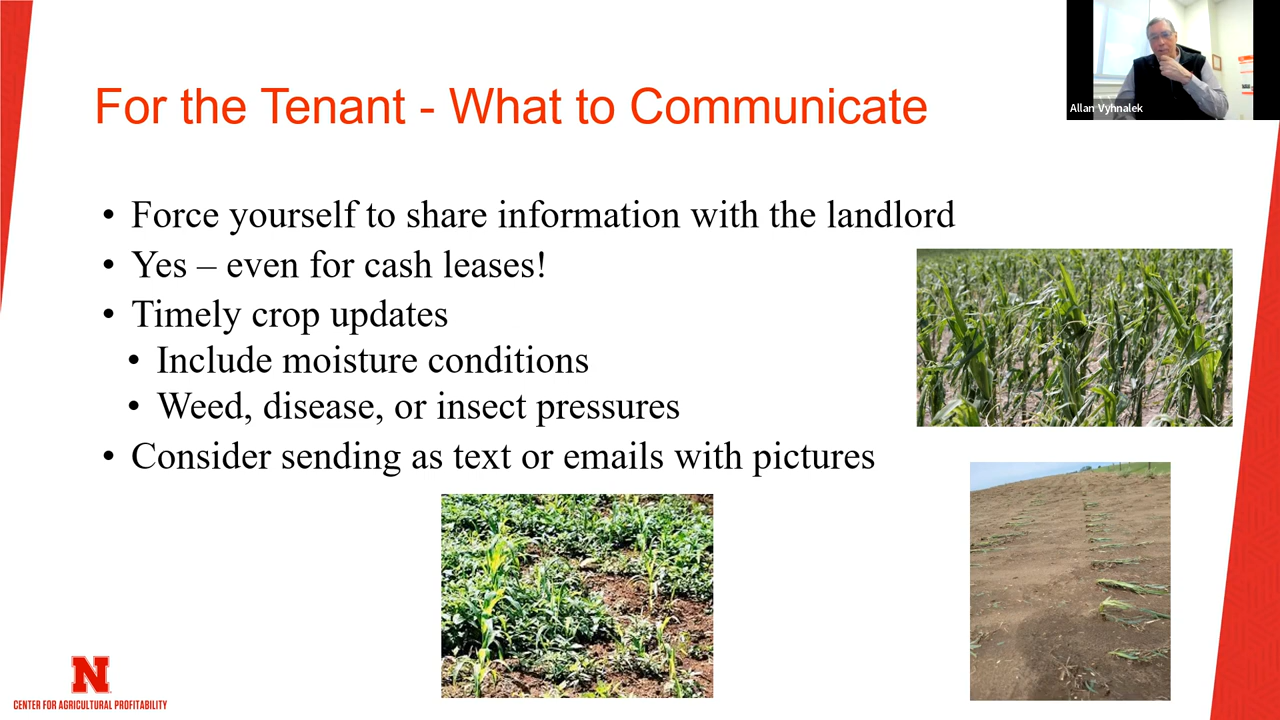 For the Tenant - What to Communicate
Allan Vyhnalek
• Force yourself to share information with the landlord
• Yes – even for cash leases!
• Timely crop updates
• Include moisture conditions
• Weed, disease, or insect pressures
• Consider sending as text or emails with pictures
N
CENTER FOR AGRICULTURAL PROFITABILITY